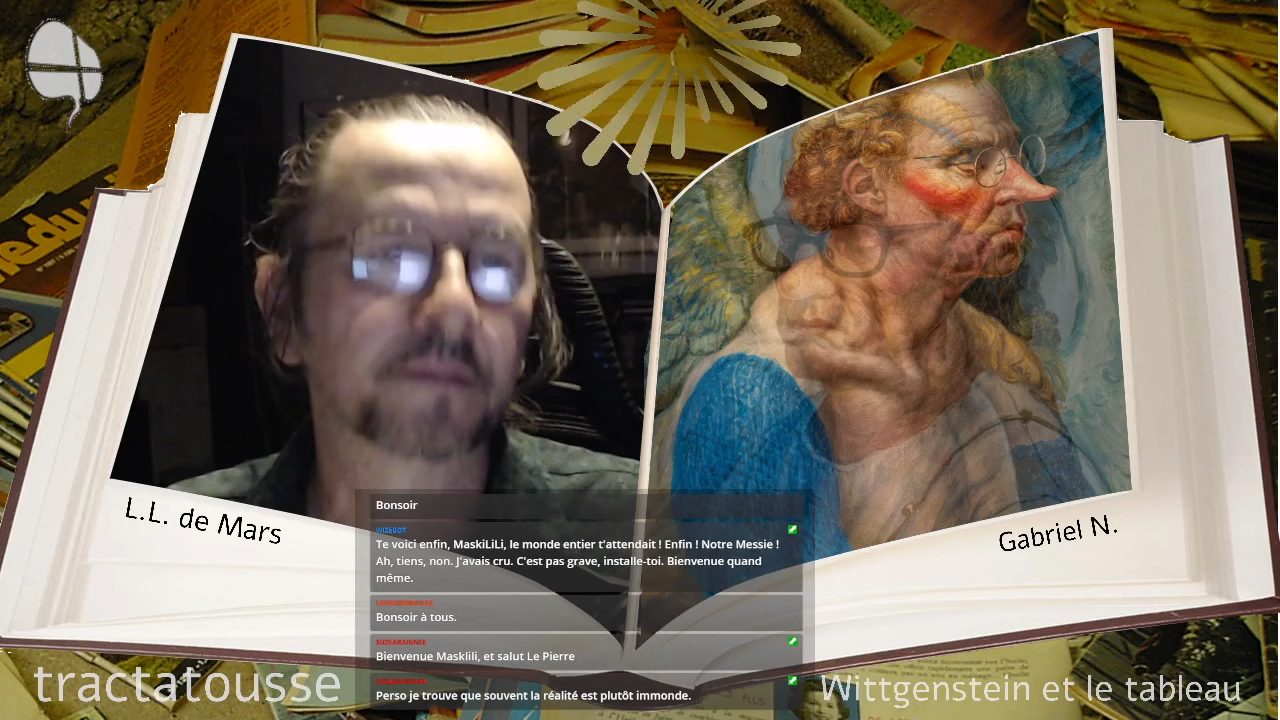 L.L. de Mars
Gabriel N.
Bonsoir
WIZEBOT
Te voici enfin, MaskiLiLi, le monde entier t'attendait ! Enfin ! Notre Messie !
Ah, tiens, non. J'avais cru. C'est pas grave, installe-toi. Bienvenue quand
même.
Bonsoir à tous.
SUZEARAIGNEE
Bienvenue Masklili, et salut Le Pierre
Perso je trouve que souvent la réalité est plutôt immonde.
tractatousse
Wittgenstein et le tableau